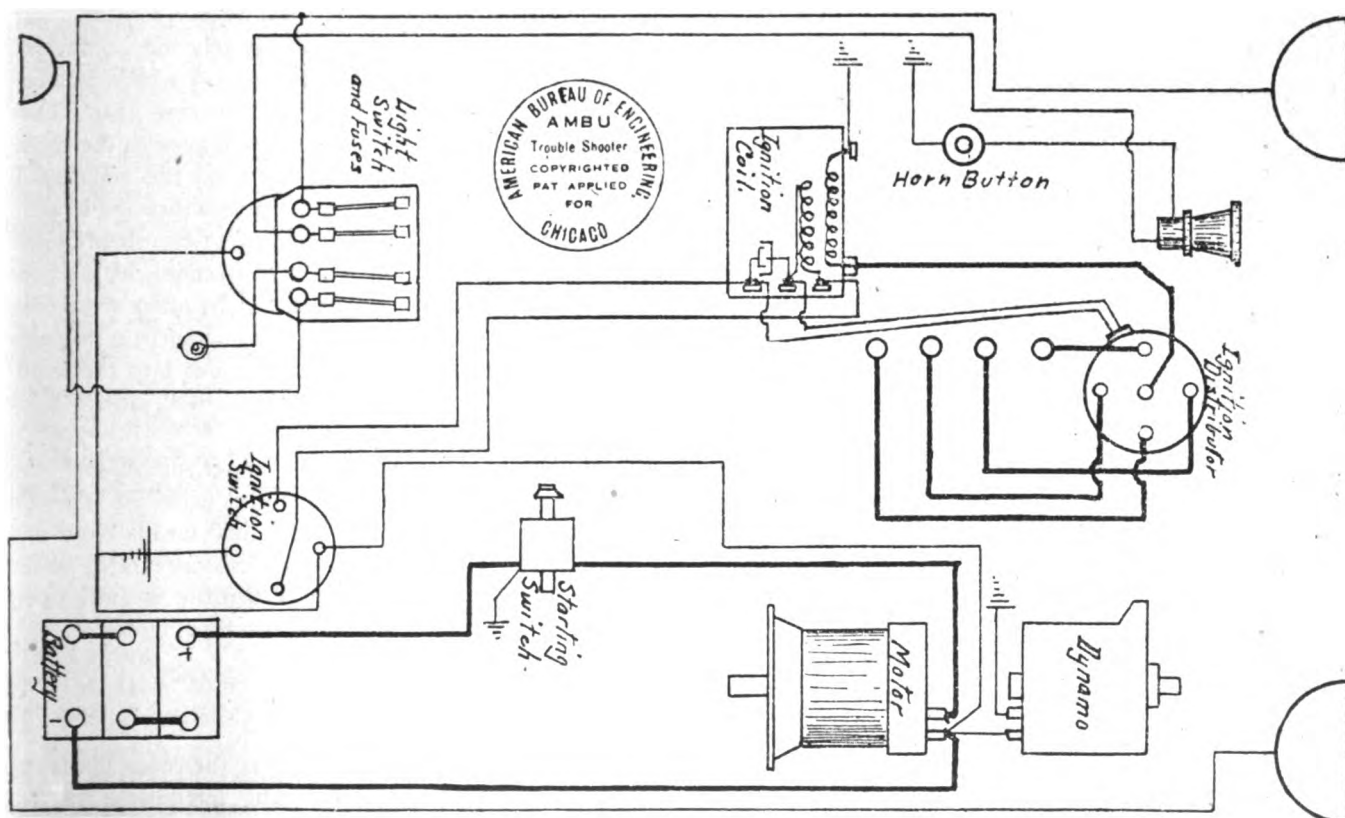 Light
Switch
and Fuses
AMERICAN BUREAU OF ENGINEERING,
AMBU
Trouble Shooter
COPYRIGHTED
PAT APPLIED
FOR
CHICAGO
Ignition
Coil.
Horn Button
Ignition
Distributor
Ignition
Switch
Starting
Switch.
Battery
+
-
Motor
Dynamo